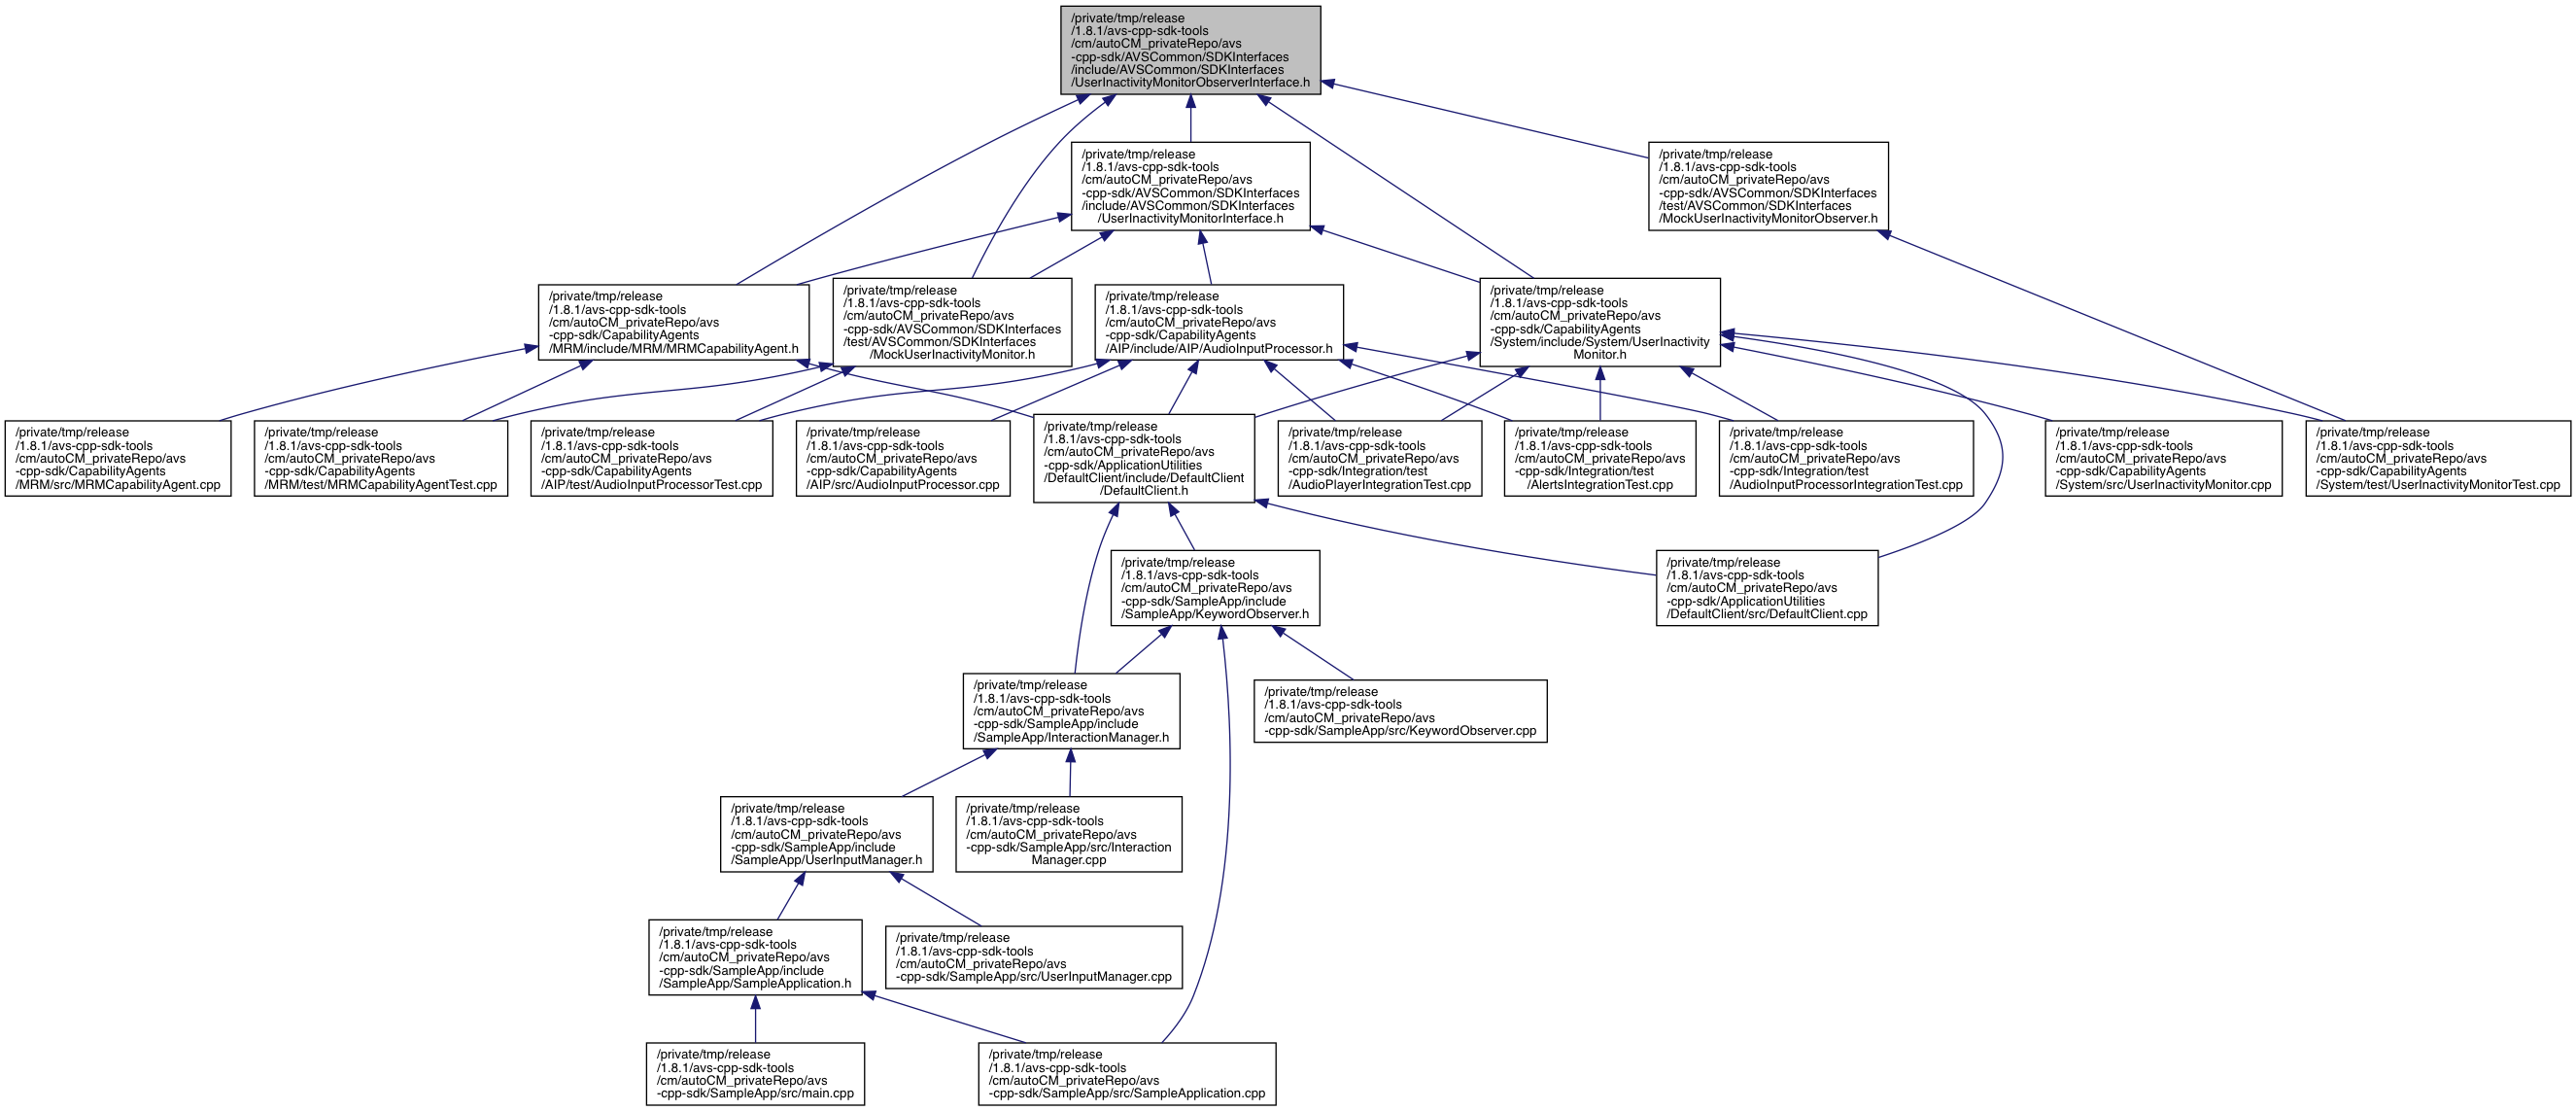 /private/tmp/release
/1.8.1/avs-cpp-sdk-tools
/cm/autoCM_privateRepo/avs
-cpp-sdk/AVSCommon/SDKInterfaces
/include/AVSCommon/SDKInterfaces
/UserInactivityMonitorObserverInterface.h
/private/tmp/release
/1.8.1/avs-cpp-sdk-tools
/cm/autoCM_privateRepo/avs
-cpp-sdk/AVSCommon/SDKInterfaces
/include/AVSCommon/SDKInterfaces
/UserInactivityMonitorInterface.h
/private/tmp/release
/1.8.1/avs-cpp-sdk-tools
/cm/autoCM_privateRepo/avs
-cpp-sdk/AVSCommon/SDKInterfaces
/test/AVSCommon/SDKInterfaces
/MockUserInactivityMonitorObserver.h
/private/tmp/release
/1.8.1/avs-cpp-sdk-tools
/cm/autoCM_privateRepo/avs
-cpp-sdk/CapabilityAgents
/MRM/include/MRM/MRMCapabilityAgent.h
/private/tmp/release
/1.8.1/avs-cpp-sdk-tools
/cm/autoCM_privateRepo/avs
-cpp-sdk/AVSCommon/SDKInterfaces
/test/AVSCommon/SDKInterfaces
/MockUserInactivityMonitor.h
/private/tmp/release
/1.8.1/avs-cpp-sdk-tools
/cm/autoCM_privateRepo/avs
-cpp-sdk/CapabilityAgents
/AIP/include/AIP/AudioInputProcessor.h
/private/tmp/release
/1.8.1/avs-cpp-sdk-tools
/cm/autoCM_privateRepo/avs
-cpp-sdk/CapabilityAgents
/System/include/System/UserInactivity
Monitor.h
/private/tmp/release
/1.8.1/avs-cpp-sdk-tools
/cm/autoCM_privateRepo/avs
-cpp-sdk/CapabilityAgents
/MRM/src/MRMCapabilityAgent.cpp
/private/tmp/release
/1.8.1/avs-cpp-sdk-tools
/cm/autoCM_privateRepo/avs
-cpp-sdk/CapabilityAgents
/MRM/test/MRMCapabilityAgentTest.cpp
/private/tmp/release
/1.8.1/avs-cpp-sdk-tools
/cm/autoCM_privateRepo/avs
-cpp-sdk/CapabilityAgents
/AIP/test/AudioInputProcessorTest.cpp
/private/tmp/release
/1.8.1/avs-cpp-sdk-tools
/cm/autoCM_privateRepo/avs
-cpp-sdk/CapabilityAgents
/AIP/src/AudioInputProcessor.cpp
/private/tmp/release
/1.8.1/avs-cpp-sdk-tools
/cm/autoCM_privateRepo/avs
-cpp-sdk/ApplicationUtilities
/DefaultClient/include/DefaultClient
/DefaultClient.h
/private/tmp/release
/1.8.1/avs-cpp-sdk-tools
/cm/autoCM_privateRepo/avs
-cpp-sdk/Integration/test
/AudioPlayerIntegrationTest.cpp
/private/tmp/release
/1.8.1/avs-cpp-sdk-tools
/cm/autoCM_privateRepo/avs
-cpp-sdk/Integration/test
/AlertsIntegrationTest.cpp
/private/tmp/release
/1.8.1/avs-cpp-sdk-tools
/cm/autoCM_privateRepo/avs
-cpp-sdk/Integration/test
/AudioInputProcessorIntegrationTest.cpp
/private/tmp/release
/1.8.1/avs-cpp-sdk-tools
/cm/autoCM_privateRepo/avs
-cpp-sdk/CapabilityAgents
/System/src/UserInactivityMonitor.cpp
/private/tmp/release
/1.8.1/avs-cpp-sdk-tools
/cm/autoCM_privateRepo/avs
-cpp-sdk/CapabilityAgents
/System/test/UserInactivityMonitorTest.cpp
/private/tmp/release
/1.8.1/avs-cpp-sdk-tools
/cm/autoCM_privateRepo/avs
-cpp-sdk/SampleApp/include
/SampleApp/KeywordObserver.h
/private/tmp/release
/1.8.1/avs-cpp-sdk-tools
/cm/autoCM_privateRepo/avs
-cpp-sdk/ApplicationUtilities
/DefaultClient/src/DefaultClient.cpp
/private/tmp/release
/1.8.1/avs-cpp-sdk-tools
/cm/autoCM_privateRepo/avs
-cpp-sdk/SampleApp/include
/SampleApp/InteractionManager.h
/private/tmp/release
/1.8.1/avs-cpp-sdk-tools
/cm/autoCM_privateRepo/avs
-cpp-sdk/SampleApp/src/KeywordObserver.cpp
/private/tmp/release
/1.8.1/avs-cpp-sdk-tools
/cm/autoCM_privateRepo/avs
-cpp-sdk/SampleApp/include
/SampleApp/UserInputManager.h
/private/tmp/release
/1.8.1/avs-cpp-sdk-tools
/cm/autoCM_privateRepo/avs
-cpp-sdk/SampleApp/src/Interaction
Manager.cpp
/private/tmp/release
/1.8.1/avs-cpp-sdk-tools
/cm/autoCM_privateRepo/avs
-cpp-sdk/SampleApp/include
/SampleApp/SampleApplication.h
/private/tmp/release
/1.8.1/avs-cpp-sdk-tools
/cm/autoCM_privateRepo/avs
-cpp-sdk/SampleApp/src/UserInputManager.cpp
/private/tmp/release
/1.8.1/avs-cpp-sdk-tools
/cm/autoCM_privateRepo/avs
-cpp-sdk/SampleApp/src/main.cpp
/private/tmp/release
/1.8.1/avs-cpp-sdk-tools
/cm/autoCM_privateRepo/avs
-cpp-sdk/SampleApp/src/SampleApplication.cpp